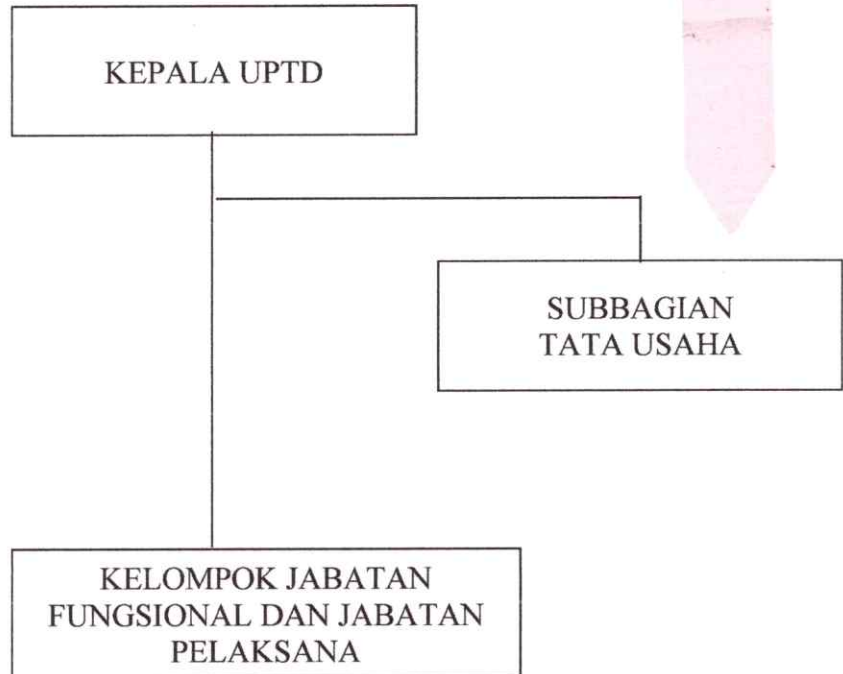 KEPALA UPTD
SUBBAGIAN
TATA USAHA
KELOMPOK JABATAN
FUNGSIONAL DAN JABATAN
PELAKSANA